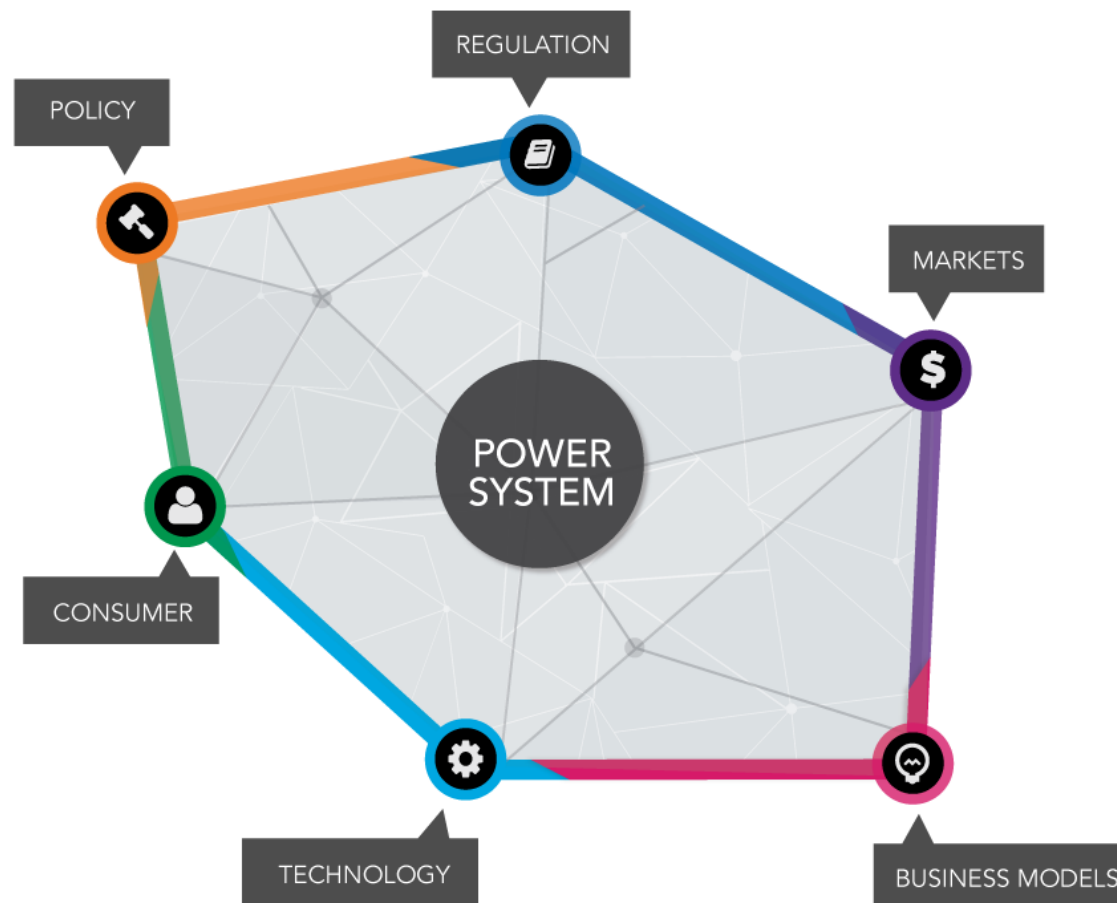 REGULATION
POLICY
MARKETS
$
POWER
SYSTEM
CONSUMER
TECHNOLOGY
BUSINESS MODELS